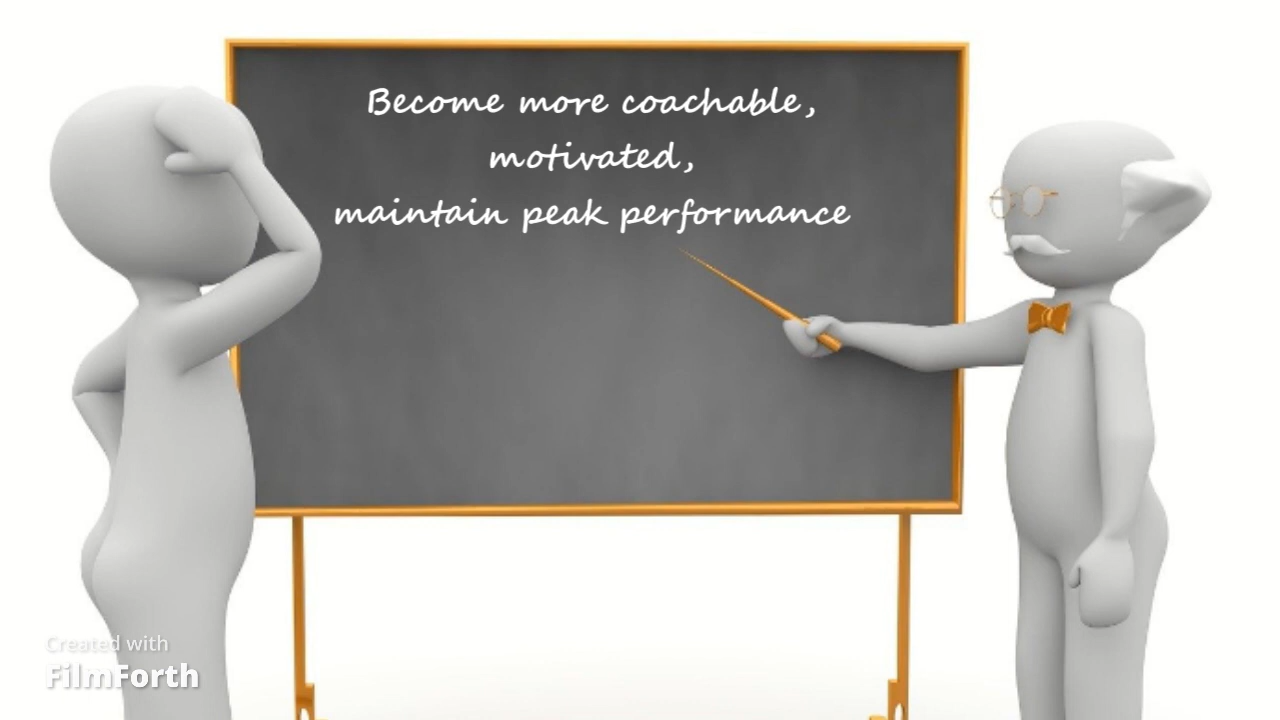 Become more coachable,
motivated,
maintain peak performance
Created with
FilmForth